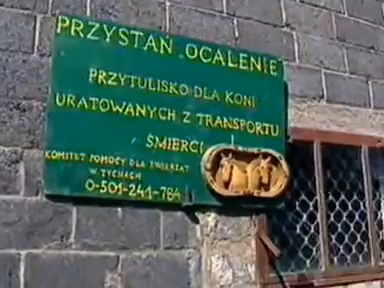 PRZYSTAŃ OCALENIE
PRZYTULISKO DLA KONI
URATOWANYCH Z TRANSPORTU
ŚMIERCI
KOMITET POMOCY DLA ZWIERZĄT
W TYCHACH
0-501-241-784